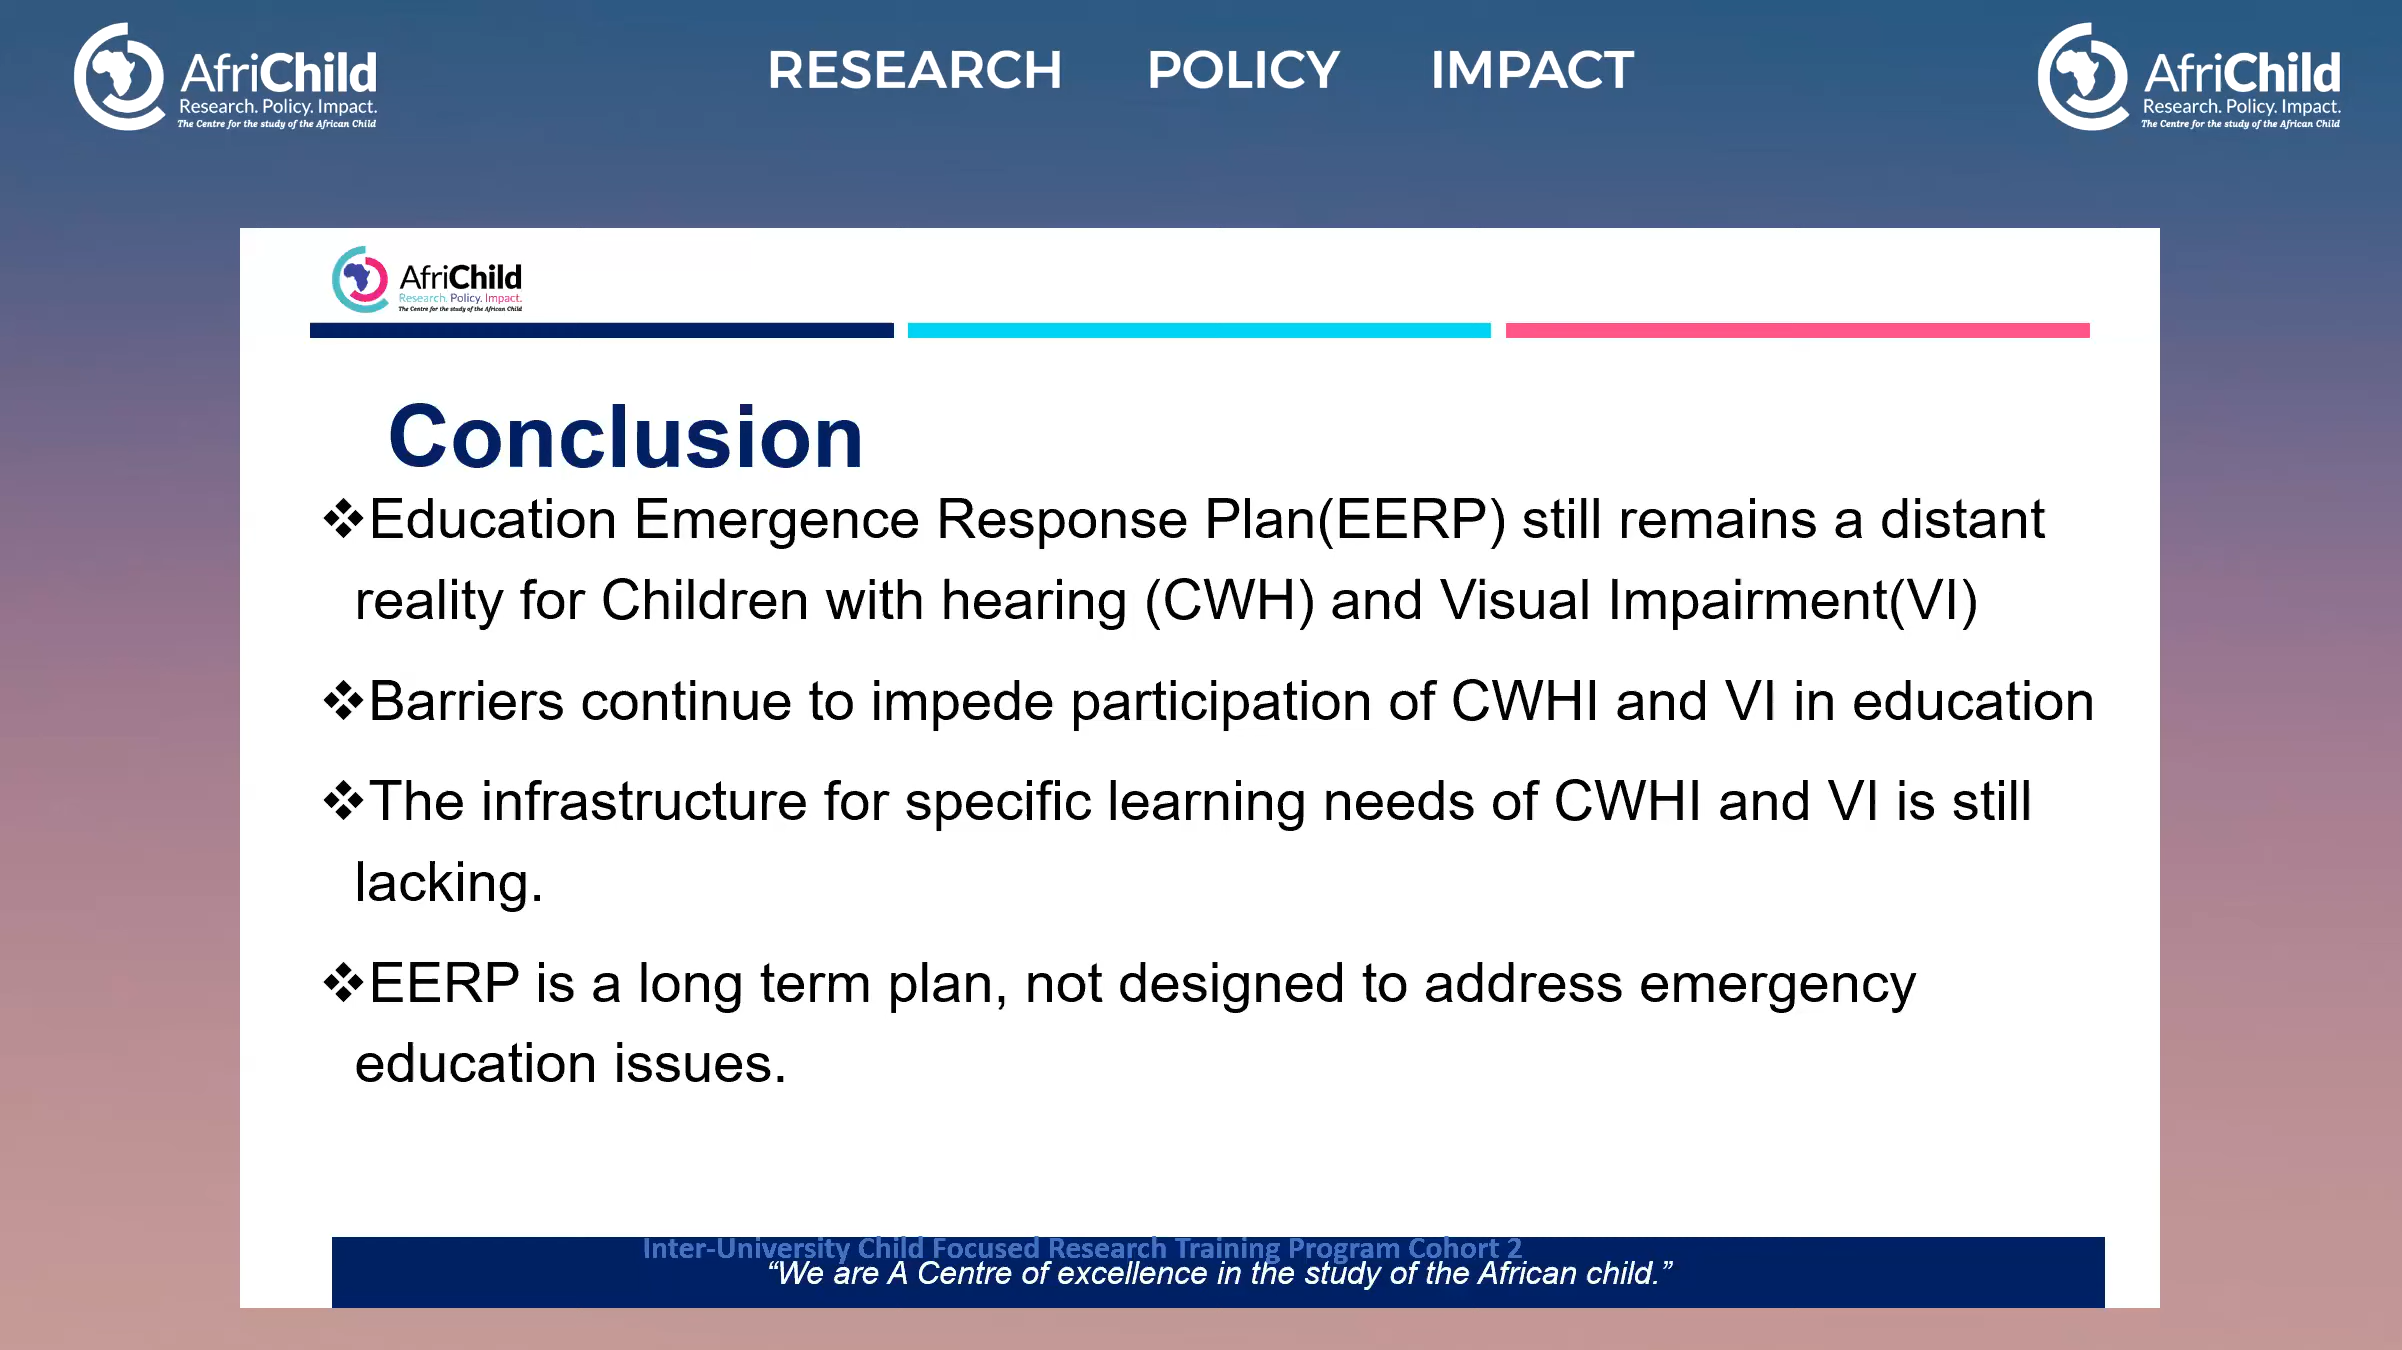 AfriChild
Research. Policy. Impact.
The Centre for the study of the African Child
RESEARCH POLICY IMPACT
AfriChild
Research. Policy. Impact.
The Centre for the study of the African Child
AfriChild
Research. Policy. Impact.
The Centre for the study of the African Child
Conclusion
❖Education Emergence Response Plan(EERP) still remains a distant
reality for Children with hearing (CWH) and Visual Impairment(VI)
❖Barriers continue to impede participation of CWHI and VI in education
❖The infrastructure for specific learning needs of CWHI and VI is still
lacking.
❖EERP is a long term plan, not designed to address emergency
education issues.
Inter-University Child Focused Research Training Program Cohort 2
“We are A Centre of excellence in the study of the African child.”